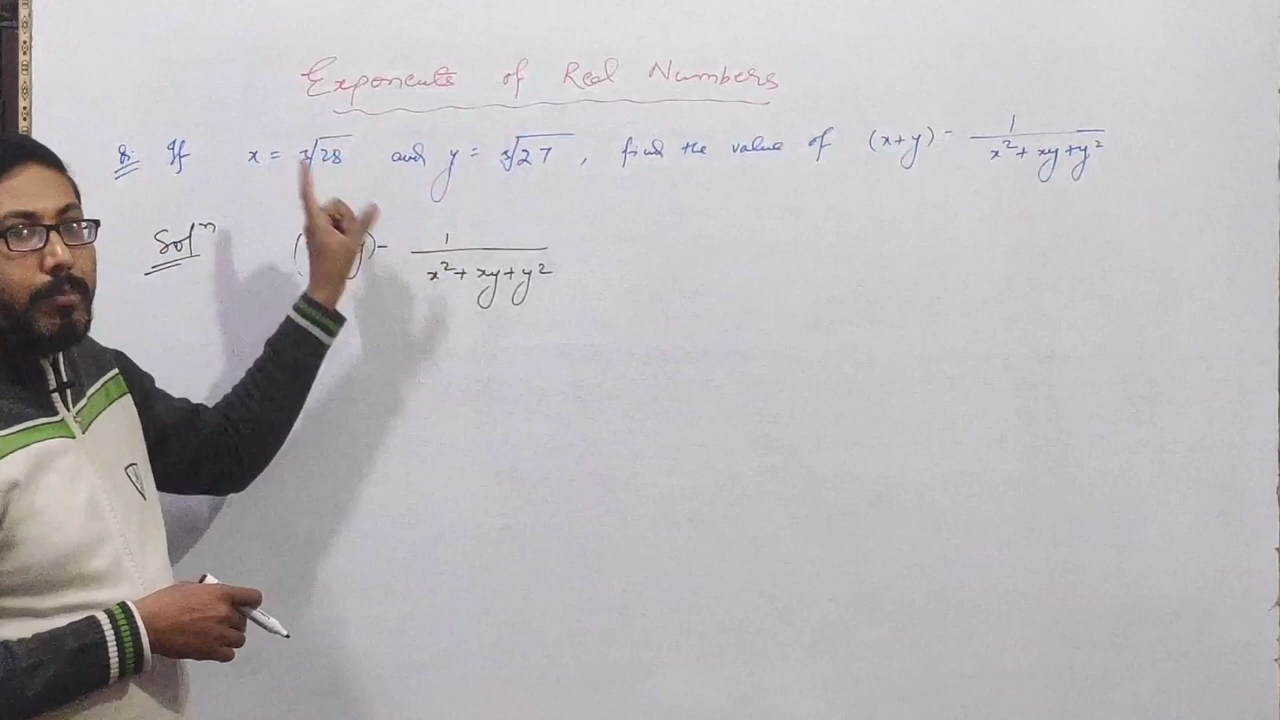 Exponents of Real Numbers
Q: If x = ∛28 and y = ∛27, find the value of (x+y) - 1/(x²+xy+y²)
Solⁿ ( y) - 1/(x²+xy+y²)